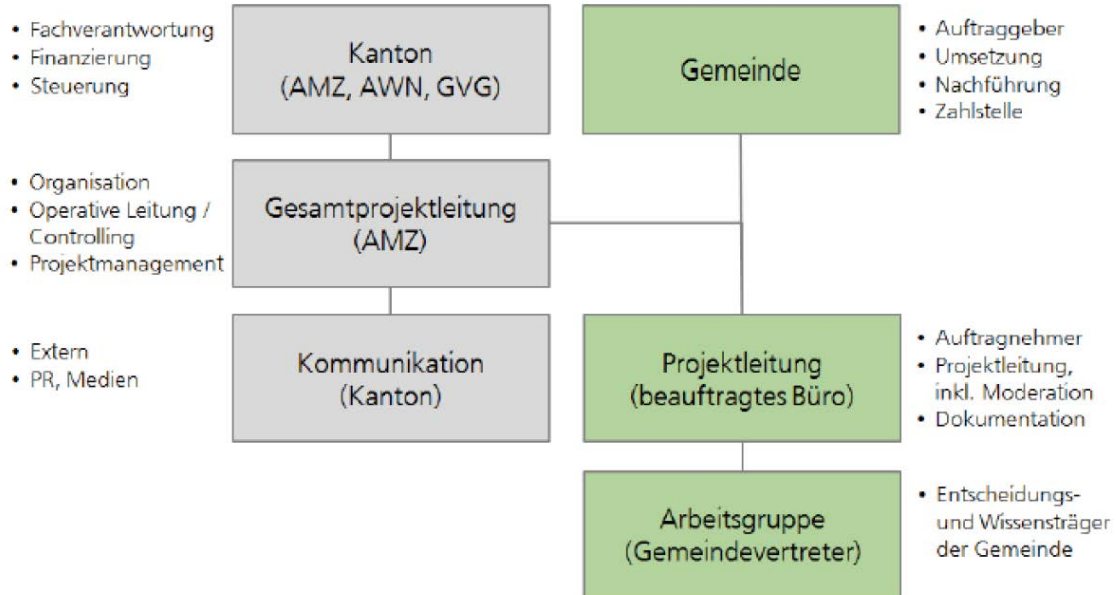 • Fachverantwortung
• Finanzierung
• Steuerung
Kanton
(AMZ, AWN, GVG)
Gemeinde
• Auftraggeber
• Umsetzung
• Nachführung
• Zahlstelle
• Organisation
• Operative Leitung /
Controlling
• Projektmanagement
Gesamtprojektleitung
(AMZ)
• Extern
• PR, Medien
Kommunikation
(Kanton)
Projektleitung
(beauftragtes Büro)
• Auftragnehmer
• Projektleitung,
inkl. Moderation
• Dokumentation
Arbeitsgruppe
(Gemeindevertreter)
• Entscheidungs-
und Wissensträger
der Gemeinde